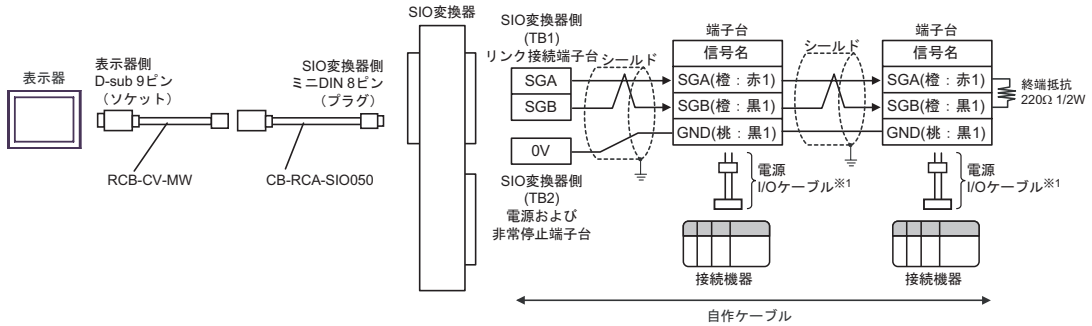 表示器
表示器側
D-sub 9ピン
（ソケット）
RCB-CV-MW
SIO変換器側
ミニDIN 8ピン
（プラグ）
CB-RCA-SIO050
SIO変換器
SIO変換器側
(TB1)
リンク接続端子台
SGA
SGB
0V
SIO変換器側
(TB2)
電源および
非常停止端子台
シールド
端子台
信号名
SGA(橙：赤1)
SGB(橙：黒1)
GND(桃：黒1)
電源
I/Oケーブル※1
接続機器
シールド
端子台
信号名
SGA(橙：赤1)
SGB(橙：黒1)
GND(桃：黒1)
終端抵抗
220Ω 1/2W
電源
I/Oケーブル※1
接続機器
自作ケーブル